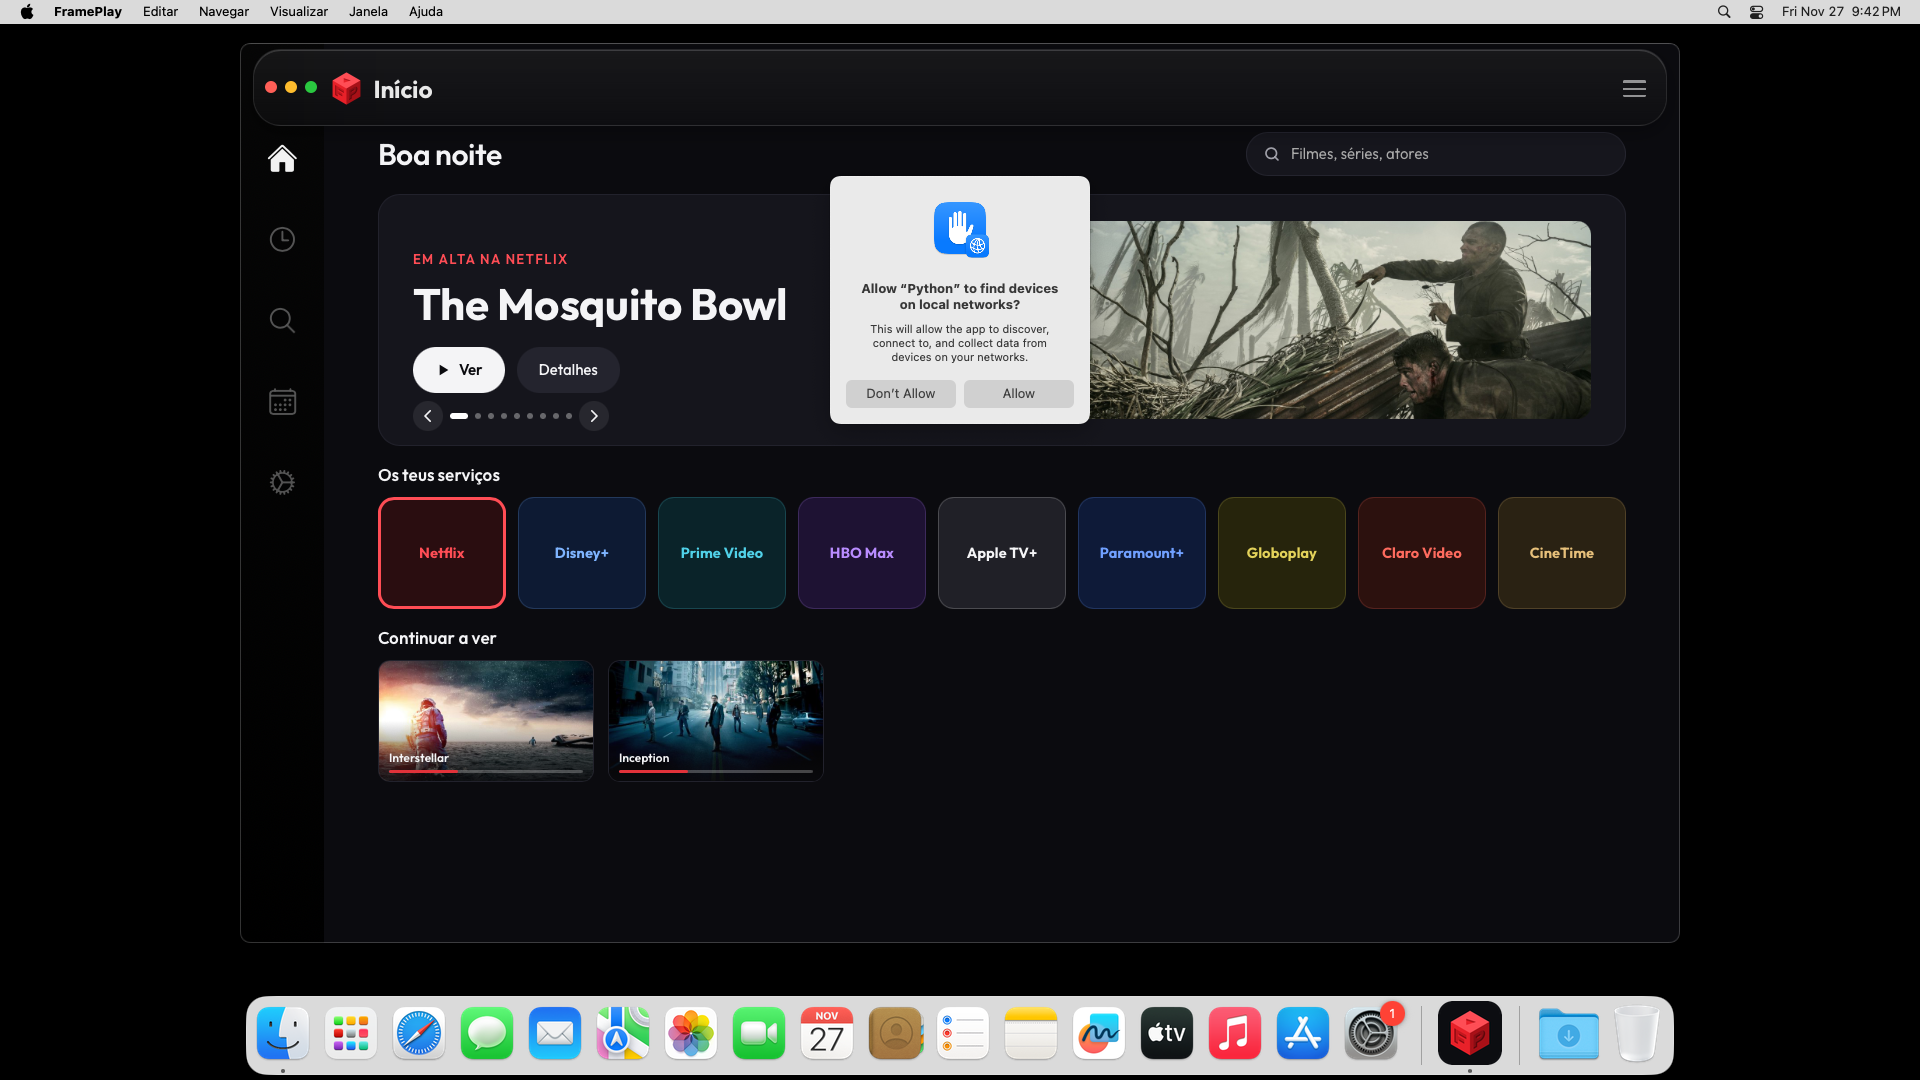 FramePlay Editar Navegar Visualizar Janela Ajuda
Fri Nov 27 9:42 PM
Início
Boa noite
Filmes, séries, atores
EM ALTA NA NETFLIX
The Mosquito Bowl
Ver
Detalhes
Allow “Python” to find devices
on local networks?
This will allow the app to discover,
connect to, and collect data from
devices on your networks.
Don’t Allow
Allow
Os teus serviços
Netflix
Disney+
Prime Video
HBO Max
Apple TV+
Paramount+
Globoplay
Claro Video
CineTime
Continuar a ver
Interstellar
Inception
NOV
27
tv
1